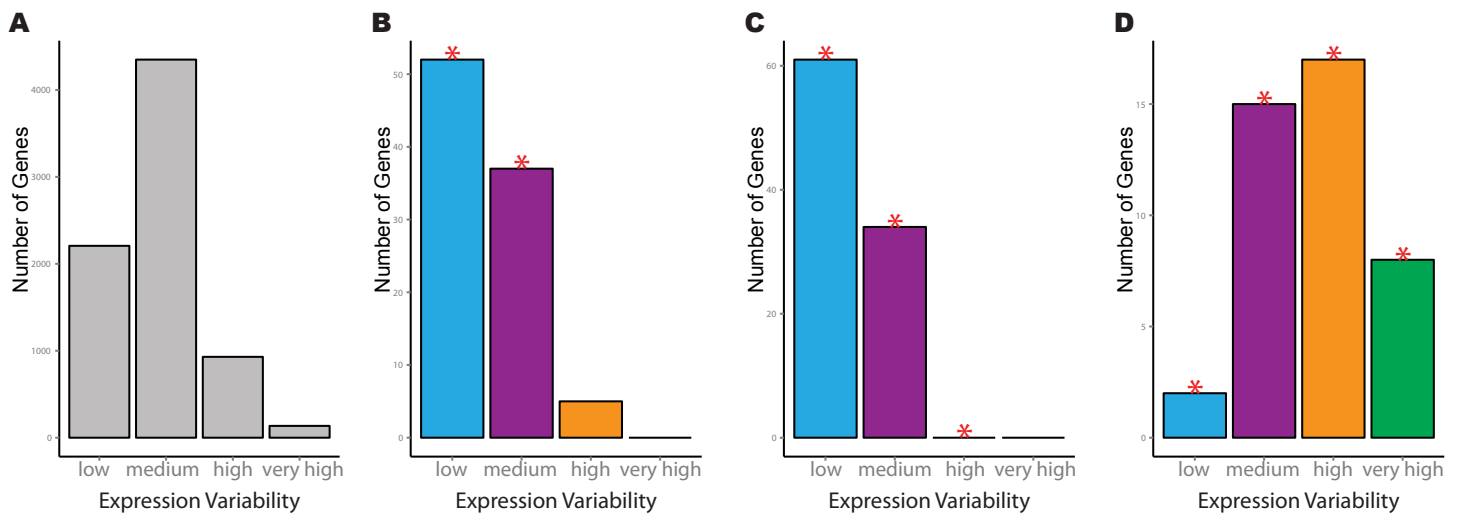 A
B
C
D
Number of Genes
4000
3000
2000
1000
0
low medium high very high
Expression Variability
Number of Genes
50
40
30
20
10
0
*
*
low medium high very high
Expression Variability
Number of Genes
60
40
20
0
*
*
*
low medium high very high
Expression Variability
Number of Genes
15
10
5
0
*
*
*
*
low medium high very high
Expression Variability